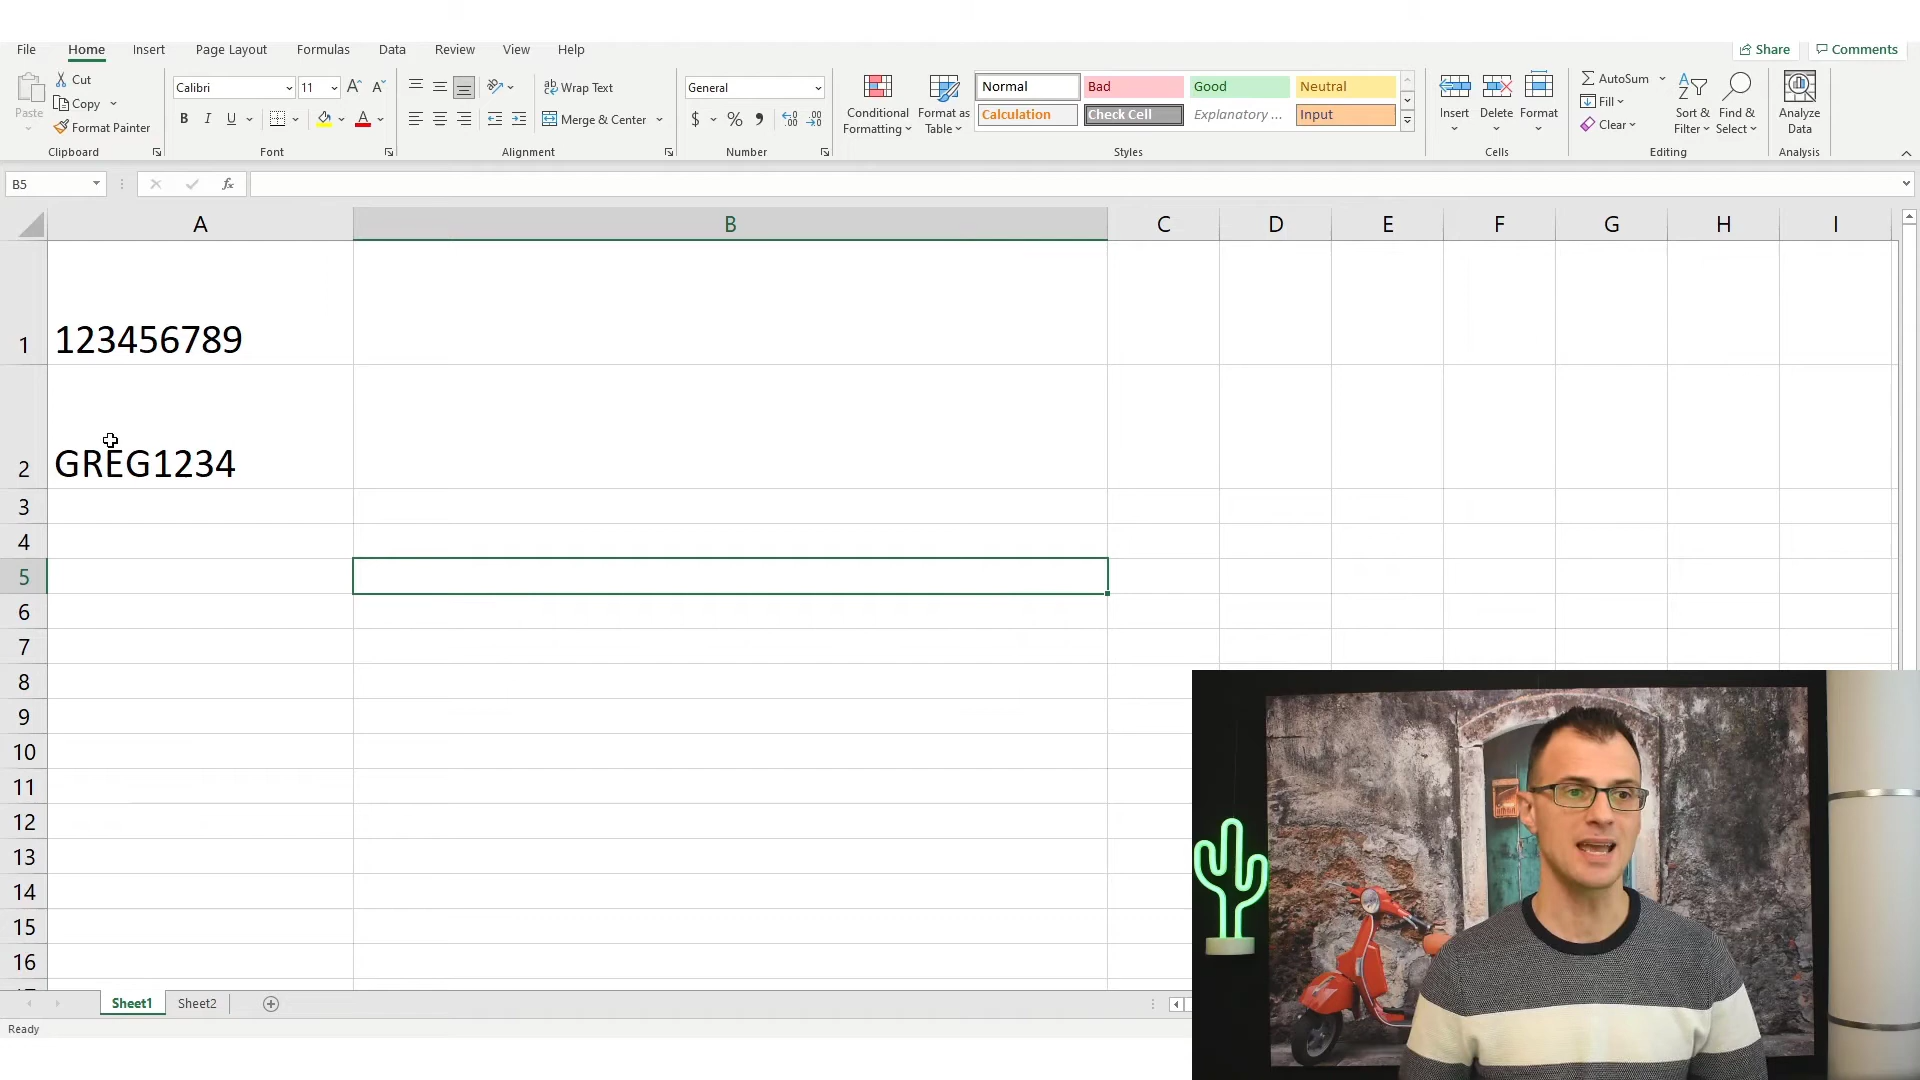 File Home Insert Page Layout Formulas Data Review View Help Share Comments
Paste Cut Copy Format Painter Clipboard
Calibri 11 B I U A Font
ab Wrap Text Merge & Center Alignment
General $ % 9 Number
Conditional Formatting Format as Table Normal Bad Good Neutral
Calculation Check Cell Explanatory ... Input Styles
Insert Delete Format Cells
AutoSum Fill Clear Sort & Filter Find & Select Editing
Analyze Data Analysis
B5 fx
A B C D E F G H I
1 123456789
2 GREG1234
3
4
5
6
7
8
9
10
11
12
13
14
15
16
Sheet1 Sheet2
Ready